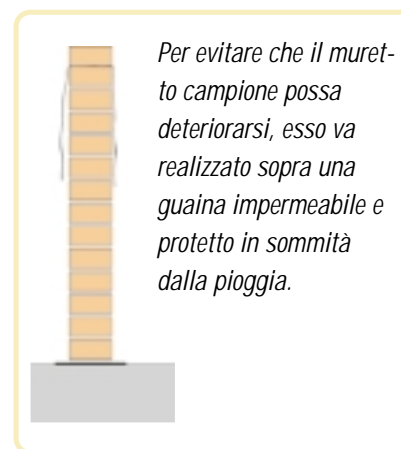 Per evitare che il muret-
to campione possa
deteriorarsi, esso va
realizzato sopra una
guaina impermeabile e
protetto in sommità
dalla pioggia.